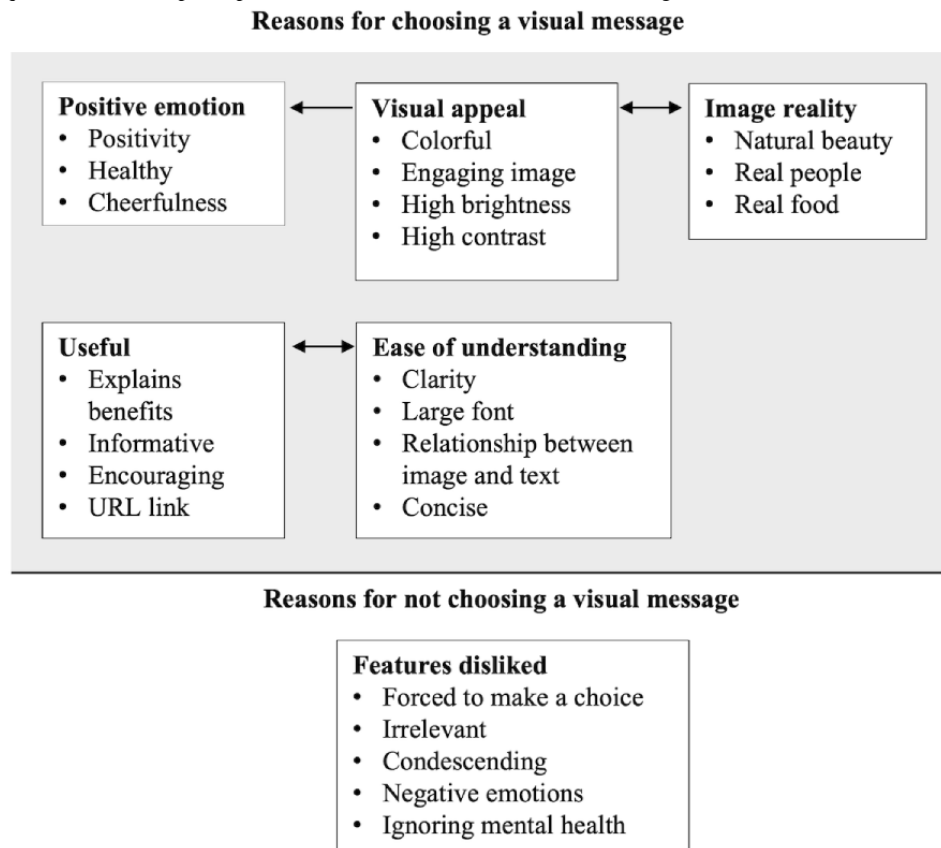 Reasons for choosing a visual message
Positive emotion
• Positivity
• Healthy
• Cheerfulness
Visual appeal
• Colorful
• Engaging image
• High brightness
• High contrast
Image reality
• Natural beauty
• Real people
• Real food
Useful
• Explains
benefits
• Informative
• Encouraging
• URL link
Ease of understanding
• Clarity
• Large font
• Relationship between
image and text
• Concise
Reasons for not choosing a visual message
Features disliked
• Forced to make a choice
• Irrelevant
• Condescending
• Negative emotions
• Ignoring mental health